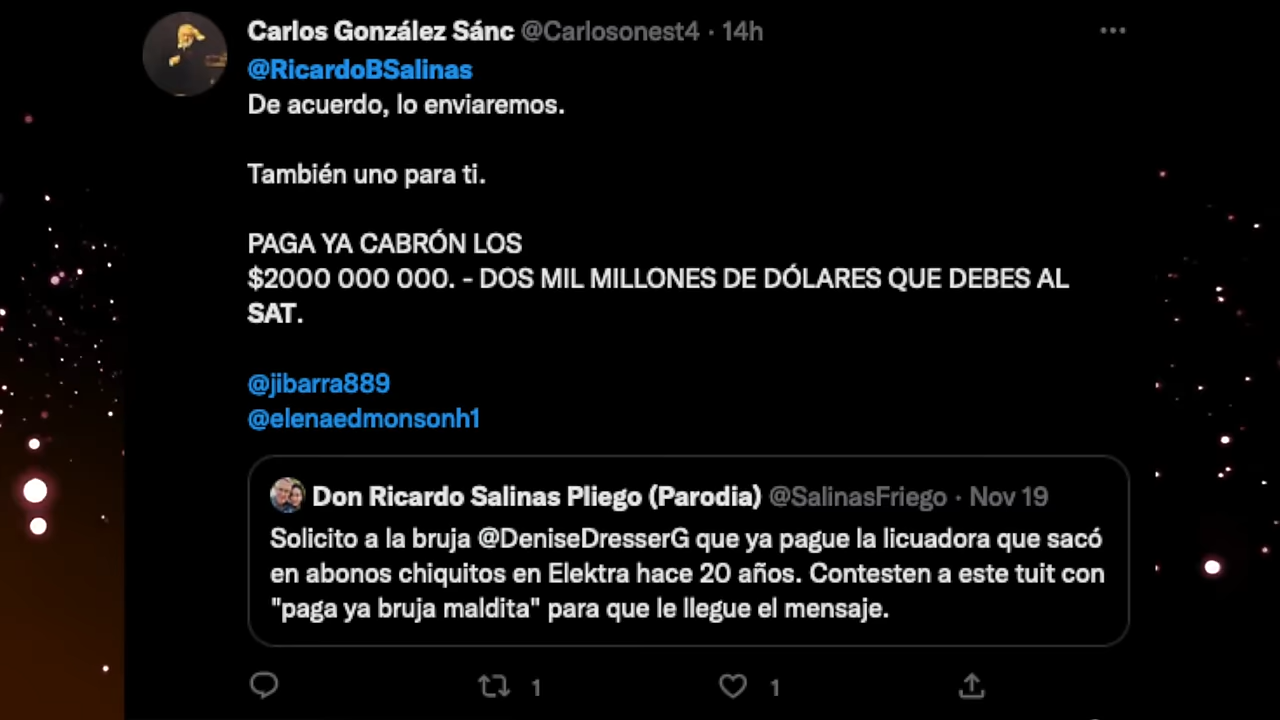 Carlos González Sánc @Carlosonest4 · 14h
@RicardoBSalinas
De acuerdo, lo enviaremos.
También uno para ti.
PAGA YA CABRÓN LOS
$2000 000 000. - DOS MIL MILLONES DE DÓLARES QUE DEBES AL
SAT.
@jibarra889
@elenaedmonsonh1
Don Ricardo Salinas Pliego (Parodia) @SalinasFriego · Nov 19
Solicito a la bruja @DeniseDresserG que ya pague la licuadora que sacó
en abonos chiquitos en Elektra hace 20 años. Contesten a este tuit con
"paga ya bruja maldita" para que le llegue el mensaje.
1 1